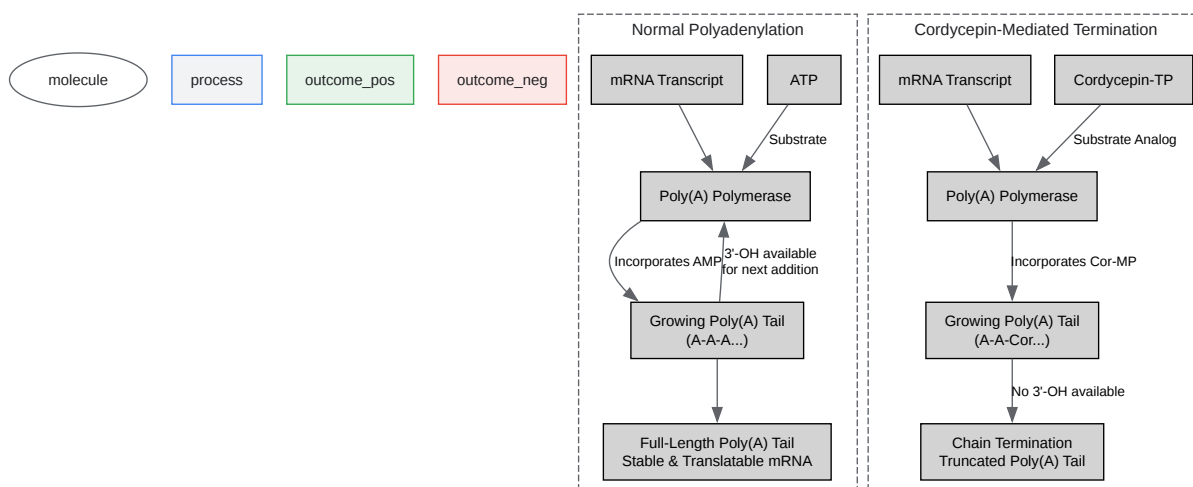 Normal Polyadenylation
Cordycepin-Mediated Termination
molecule
process
outcome_pos
outcome_neg
mRNA Transcript
ATP
mRNA Transcript
Cordycepin-TP
Substrate
Substrate Analog
Poly(A) Polymerase
Poly(A) Polymerase
Incorporates AMP
3'-OH available
for next addition
Incorporates Cor-MP
Growing Poly(A) Tail
(A-A-A...)
Growing Poly(A) Tail
(A-A-Cor...)
No 3'-OH available
Full-Length Poly(A) Tail
Stable & Translatable mRNA
Chain Termination
Truncated Poly(A) Tail